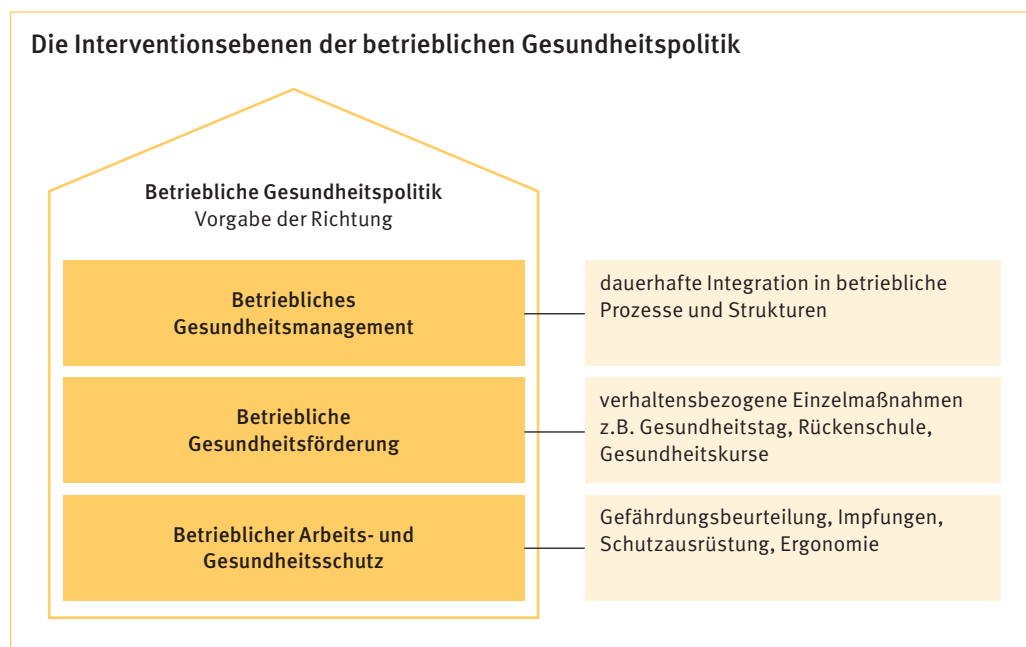 Die Interventionsebenen der betrieblichen Gesundheitspolitik
Betriebliche Gesundheitspolitik
Vorgabe der Richtung
Betriebliches
Gesundheitsmanagement
dauerhafte Integration in betriebliche
Prozesse und Strukturen
Betriebliche
Gesundheitsförderung
verhaltensbezogene Einzelmaßnahmen
z.B. Gesundheitstag, Rückenschule,
Gesundheitskurse
Betrieblicher Arbeits- und
Gesundheitsschutz
Gefährdungsbeurteilung, Impfungen,
Schutzausrüstung, Ergonomie